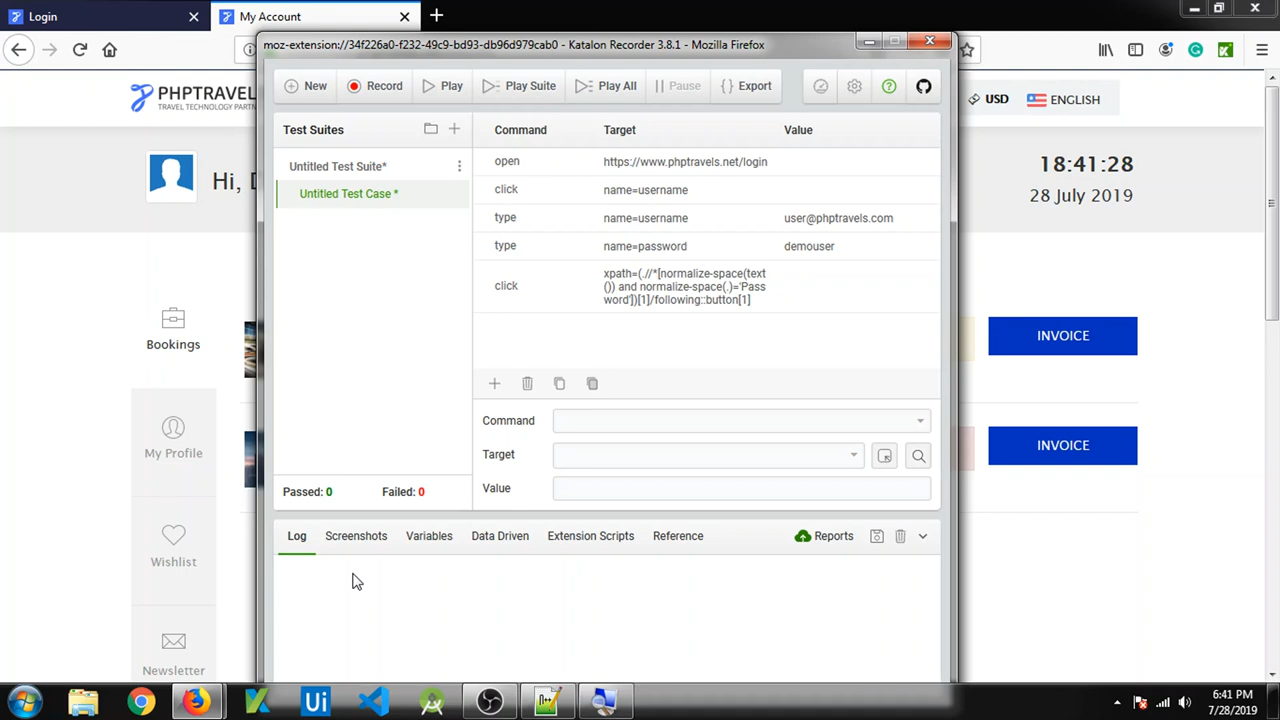 Login
My Account
moz-extension://34f226a0-f232-49c9-bd93-db96d979cab0 - Katalon Recorder 3.8.1 - Mozilla Firefox
PHPTRAVELS
TRAVEL TECHNOLOGY PARTN
USD
ENGLISH
New
Record
Play
Play Suite
Play All
Pause
Export
Test Suites
Command Target Value
Untitled Test Suite*
Untitled Test Case *
open https://www.phptravels.net/login
click name=username
type name=username user@phptravels.com
type name=password demouser
click xpath=(.//*[normalize-space(text
()) and normalize-space(.)='Pass
word'])[1]/following::button[1]
Hi, D
18:41:28
28 July 2019
Bookings
My Profile
Wishlist
Newsletter
INVOICE
INVOICE
Command
Target
Value
Passed: 0 Failed: 0
Log Screenshots Variables Data Driven Extension Scripts Reference Reports
Ui
6:41 PM
7/28/2019